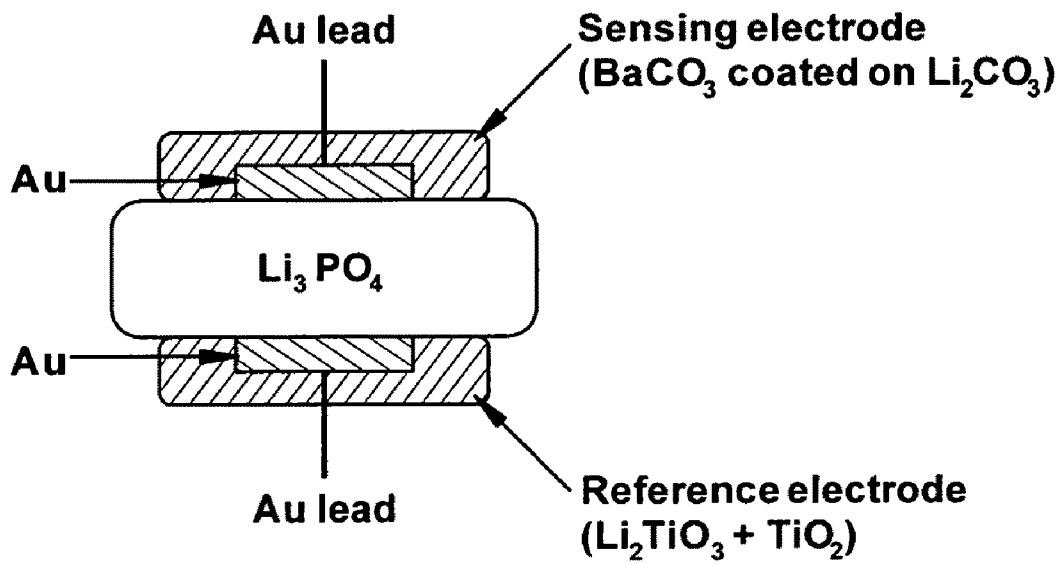 Au lead
Sensing electrode
(BaCO₃ coated on Li₂CO₃)
Au
Li₃ PO₄
Au
Au lead
Reference electrode
(Li₂TiO₃ + TiO₂)